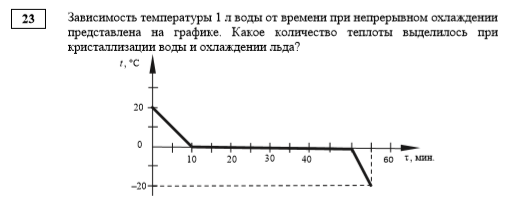 23
Зависимость температуры 1 л воды от времени при непрерывном охлаждении
представлена на графике. Какое количество теплоты выделилось при
кристаллизации воды и охлаждении льда?
t, °C
20
0
10 20 30 40 60 τ, мин.
–20